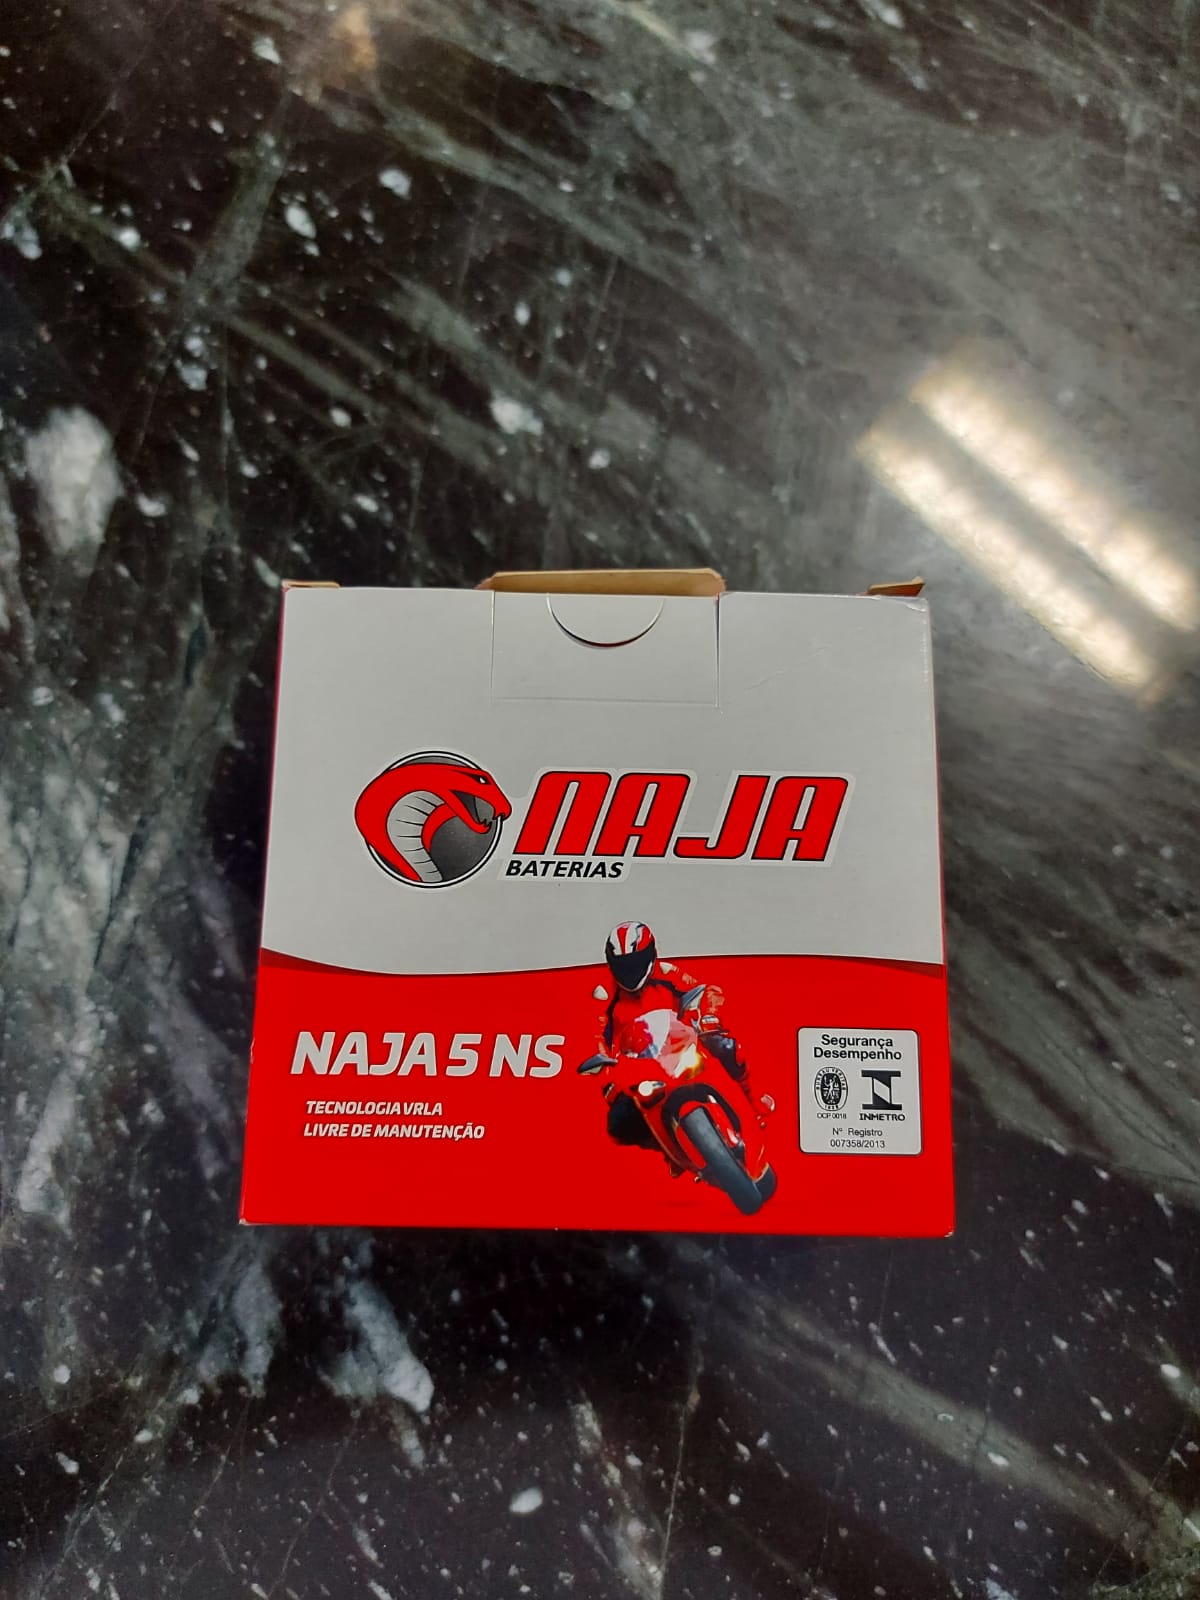 NAJA
BATERIAS
NAJA 5 NS
TECNOLOGIA VRLA
LIVRE DE MANUTENÇÃO
Segurança
Desempenho
OCP 0018
INMETRO
Nº Registro
007358/2013